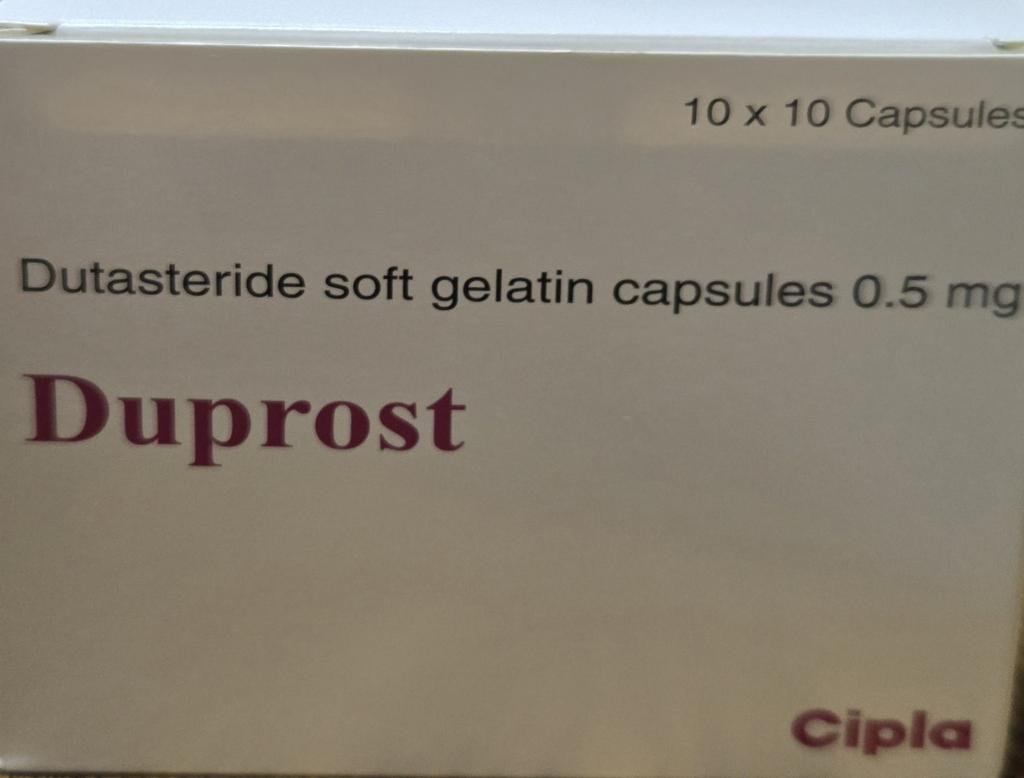 10 x 10 Capsules
Dutasteride soft gelatin capsules 0.5 mg
Duprost
Cipla